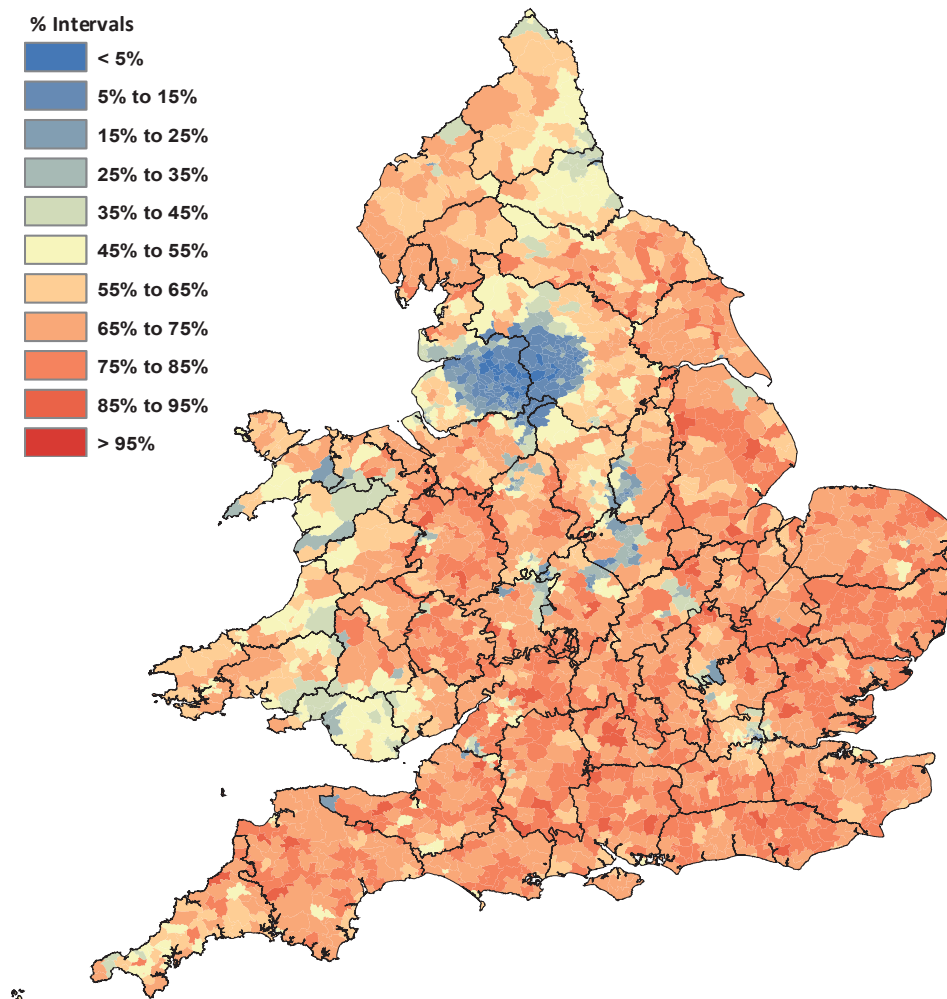 % Intervals
< 5%
5% to 15%
15% to 25%
25% to 35%
35% to 45%
45% to 55%
55% to 65%
65% to 75%
75% to 85%
85% to 95%
> 95%